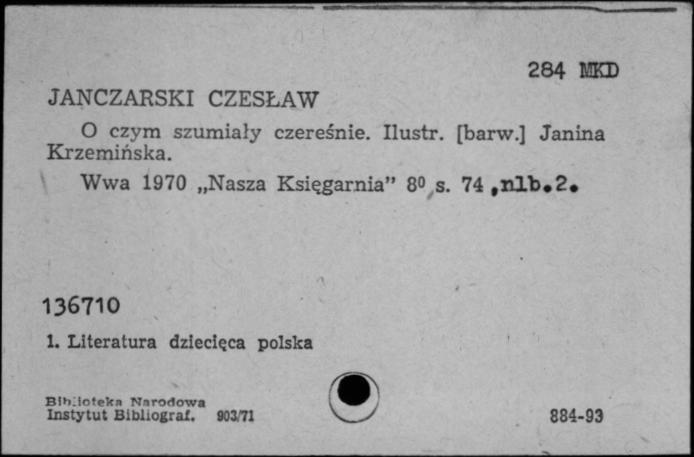 284 MKD
JANCZARSKI CZESŁAW
O czym szumiały czereśnie. Ilustr. [barw.] Janina
Krzemińska.
Wwa 1970 „Nasza Księgarnia” 8⁰ s. 74, nlb.2.
136710
1. Literatura dziecięca polska
Biblioteka Narodowa
Instytut Bibliograf. 903/71
884-93